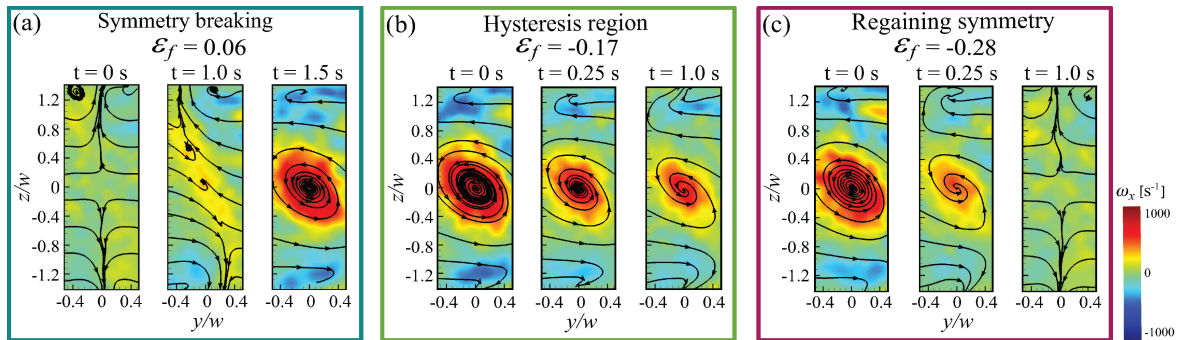 (a) Symmetry breaking
ℰf = 0.06
t = 0 s t = 1.0 s t = 1.5 s
1.2
0.8
0.4
0
-0.4
-0.8
-1.2
z/w
-0.4 0 0.4 -0.4 0 0.4 -0.4 0 0.4
y/w
(b) Hysteresis region
ℰf = -0.17
t = 0 s t = 0.25 s t = 1.0 s
1.2
0.8
0.4
0
-0.4
-0.8
-1.2
z/w
-0.4 0 0.4 -0.4 0 0.4 -0.4 0 0.4
y/w
(c) Regaining symmetry
ℰf = -0.28
t = 0 s t = 0.25 s t = 1.0 s
1.2
0.8
0.4
0
-0.4
-0.8
-1.2
z/w
-0.4 0 0.4 -0.4 0 0.4 -0.4 0 0.4
y/w
ωx [s-1]
1000
0
-1000